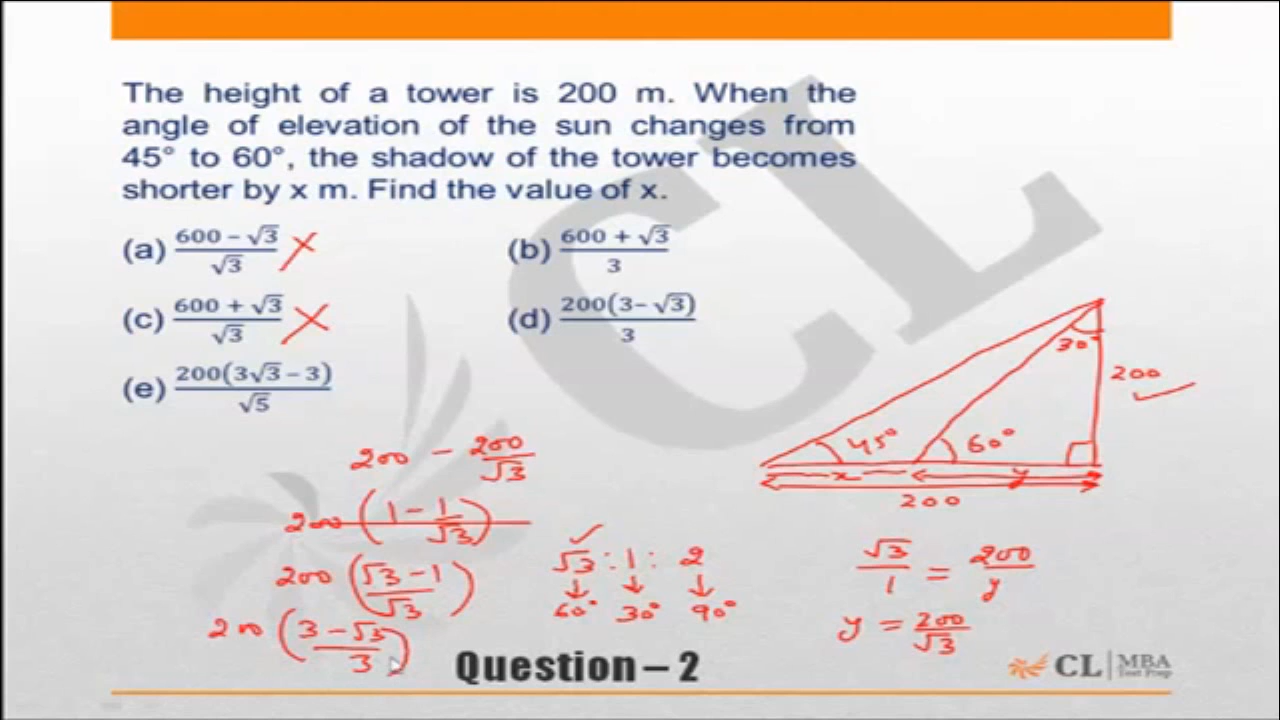 The height of a tower is 200 m. When the
angle of elevation of the sun changes from
45° to 60°, the shadow of the tower becomes
shorter by x m. Find the value of x.
(a) (600 − √3)/√3 ✗
(b) (600 + √3)/3
(c) (600 + √3)/√3 ✗
(d) 200(3− √3)/3
(e) 200(3√3 − 3)/√5
30°
200 ✓
45°
60°
x
y
200
200 − 200/√3
200 (1 − 1/√3)
200 ((√3 − 1)/√3)
200 ((3 − √3)/3)
✓
√3 : 1 : 2
60° 30° 90°
√3/1 = 200/y
y = 200/√3
Question – 2
CL MBA
Test Prep
CL